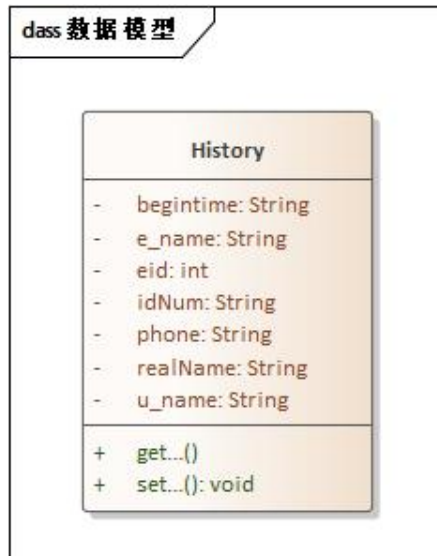 class 数据模型
History
- begintime: String
- e_name: String
- eid: int
- idNum: String
- phone: String
- realName: String
- u_name: String
+ get...()
+ set...(): void